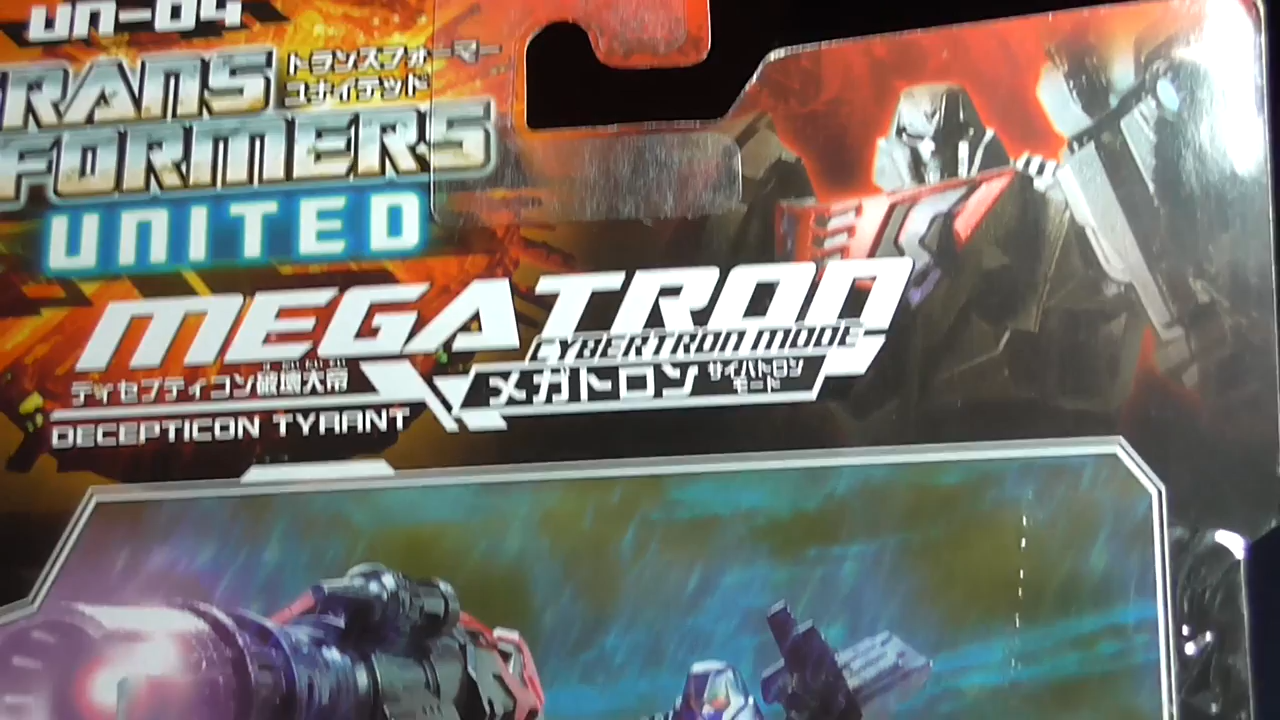 UN-04
TRANS
トランスフォーマー
ユナイテッド
FORMERS
UNITED
MEGATRON
CYBERTRON MODE
ディセプティコン破壊大帝
メガトロン
サイバトロン
モード
DECEPTICON TYRANT